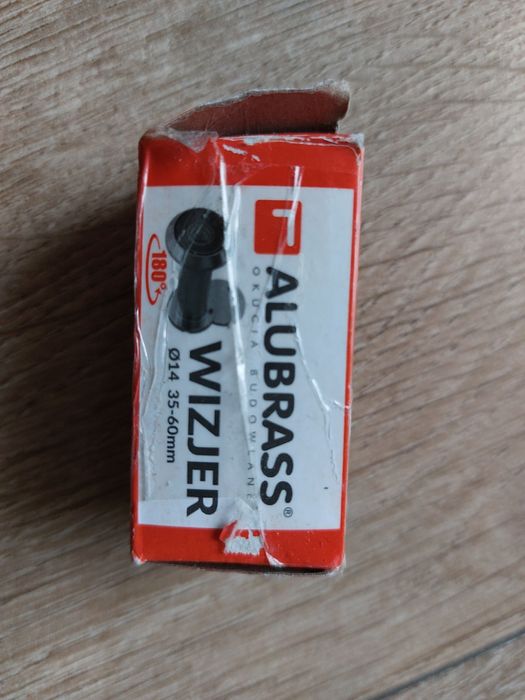 ALUBRASS®
OKUCIA BUDOWLANE
180°
WIZJER
Ø14 35-60mm